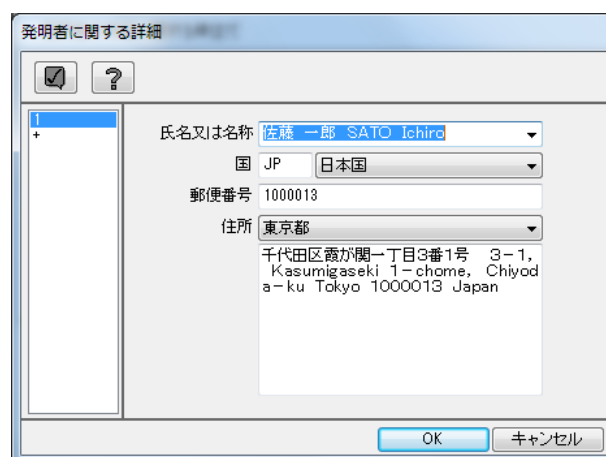 発明者に関する詳細
1
+
氏名又は名称 佐藤 一郎 SATO Ichiro
国 JP 日本国
郵便番号 1000013
住所 東京都
千代田区霞が関一丁目3番1号 3-1,
Kasumigaseki 1-chome, Chiyod
a-ku Tokyo 1000013 Japan
OK キャンセル